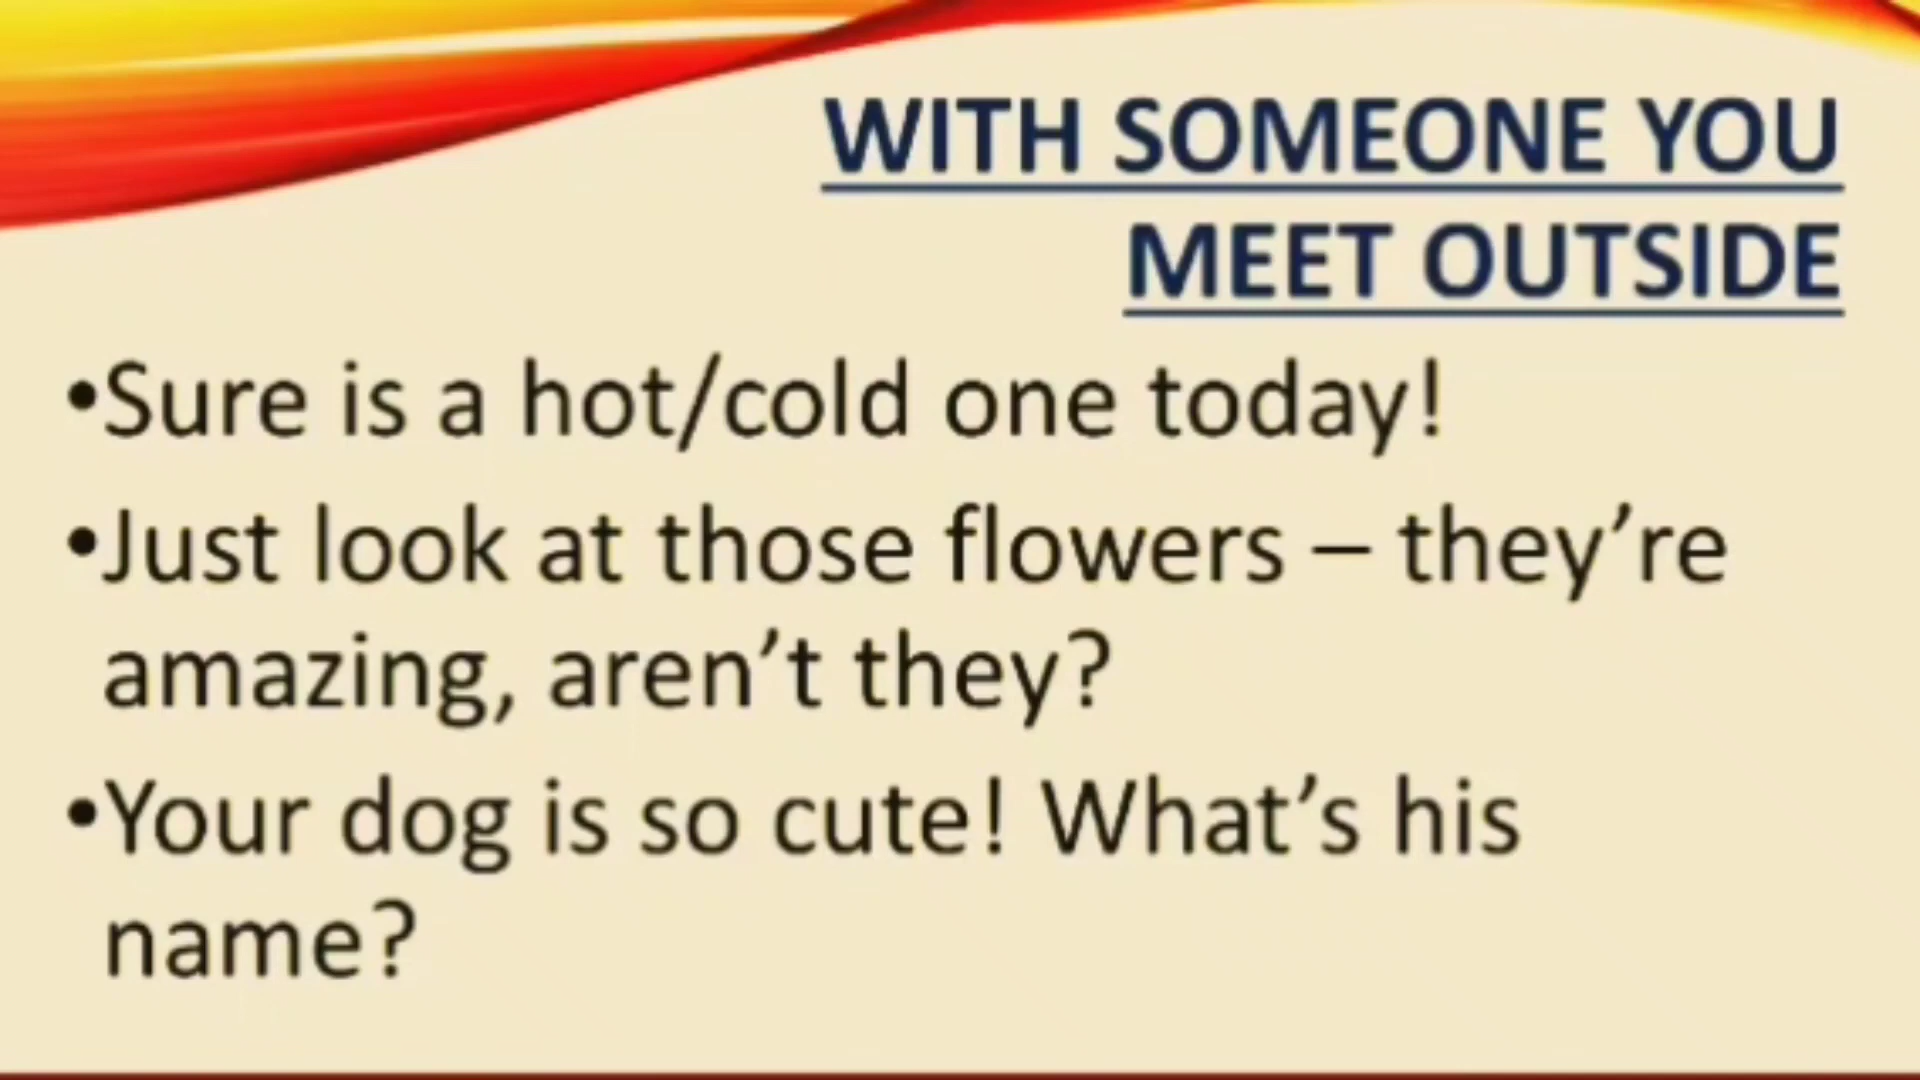 WITH SOMEONE YOU
MEET OUTSIDE
•Sure is a hot/cold one today!
•Just look at those flowers – they’re
amazing, aren’t they?
•Your dog is so cute! What’s his
name?